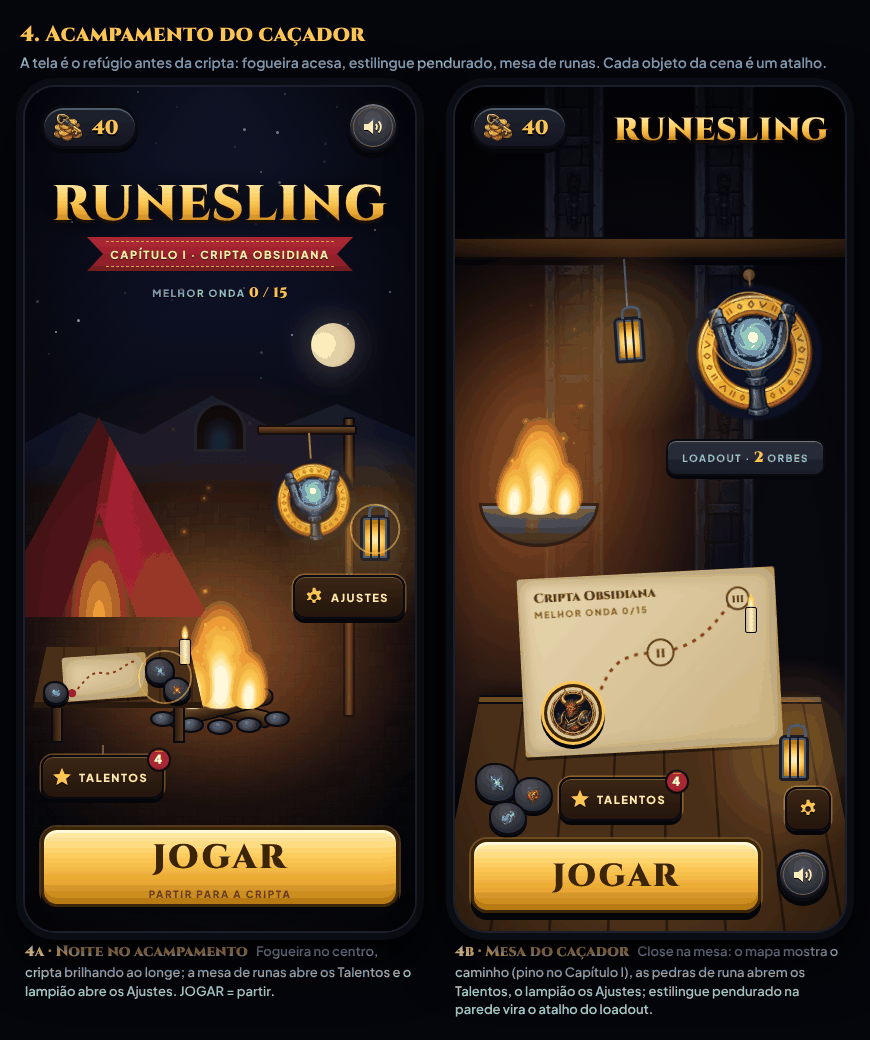 4. Acampamento do caçador
A tela é o refúgio antes da cripta: fogueira acesa, estilingue pendurado, mesa de runas. Cada objeto da cena é um atalho.
40
RUNESLING
CAPÍTULO I · CRIPTA OBSIDIANA
MELHOR ONDA 0 / 15
AJUSTES
TALENTOS
4
JOGAR
PARTIR PARA A CRIPTA
4A · Noite no acampamento Fogueira no centro,
cripta brilhando ao longe; a mesa de runas abre os Talentos e o
lampião abre os Ajustes. JOGAR = partir.
40
RUNESLING
LOADOUT · 2 ORBES
Cripta Obsidiana
MELHOR ONDA 0/15
III
II
TALENTOS
4
JOGAR
4B · Mesa do caçador Close na mesa: o mapa mostra o
caminho (pino no Capítulo I), as pedras de runa abrem os
Talentos, o lampião os Ajustes; estilingue pendurado na
parede vira o atalho do loadout.